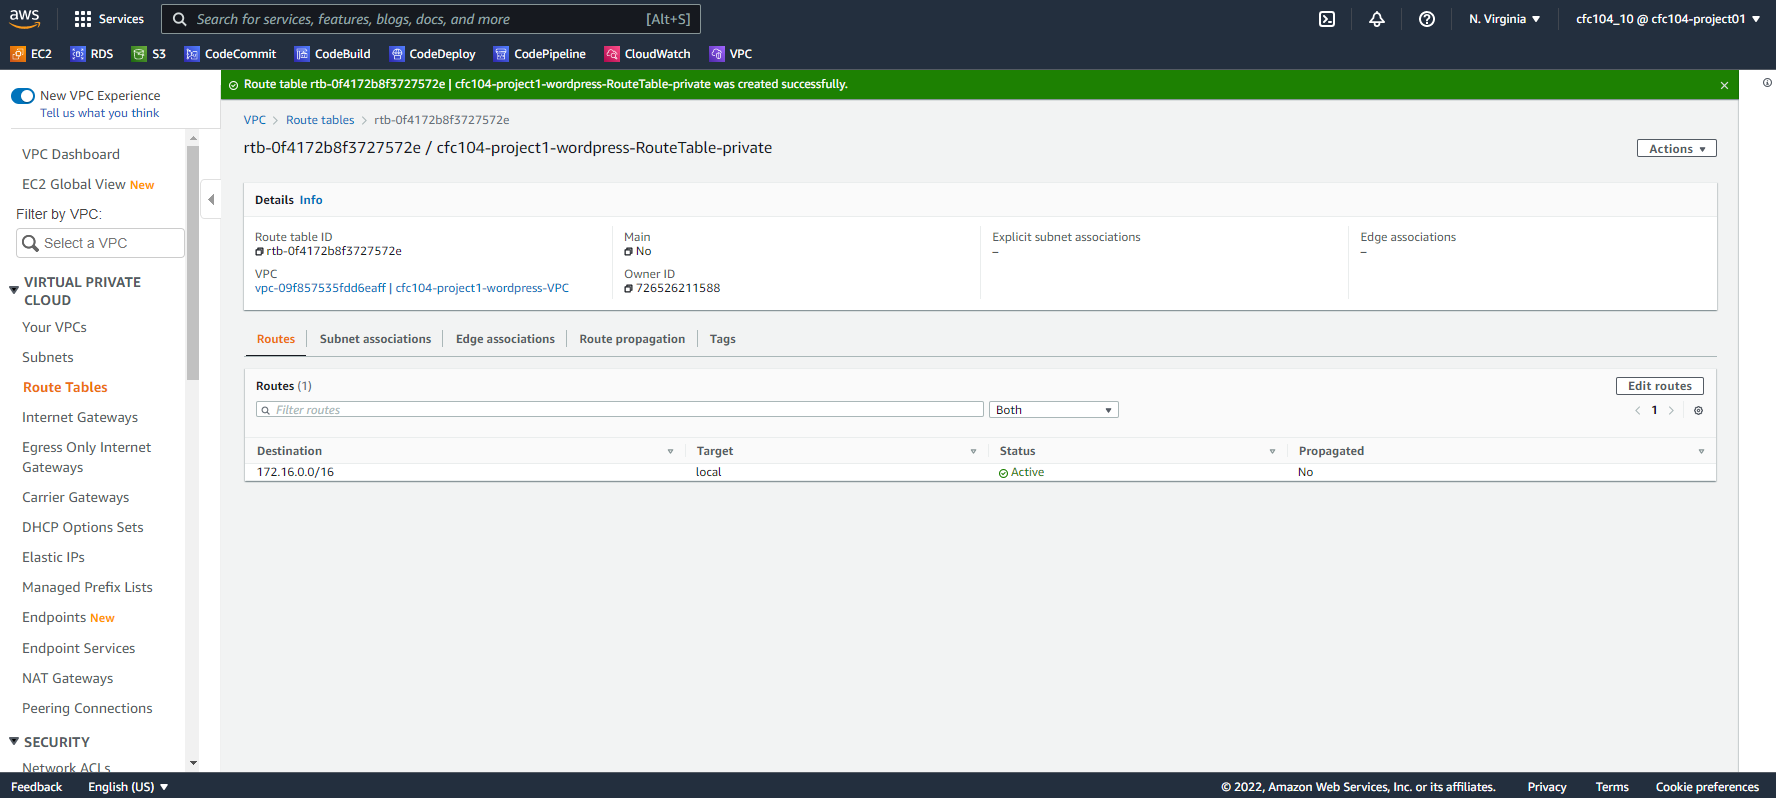 aws
Services
Search for services, features, blogs, docs, and more
[Alt+S]
N. Virginia
cfc104_10 @ cfc104-project01
EC2
RDS
S3
CodeCommit
CodeBuild
CodeDeploy
CodePipeline
CloudWatch
VPC
New VPC Experience
Tell us what you think
VPC Dashboard
EC2 Global View New
Filter by VPC:
Select a VPC
VIRTUAL PRIVATE
CLOUD
Your VPCs
Subnets
Route Tables
Internet Gateways
Egress Only Internet
Gateways
Carrier Gateways
DHCP Options Sets
Elastic IPs
Managed Prefix Lists
Endpoints New
Endpoint Services
NAT Gateways
Peering Connections
SECURITY
Network ACLs
Route table rtb-0f4172b8f3727572e | cfc104-project1-wordpress-RouteTable-private was created successfully.
VPC > Route tables > rtb-0f4172b8f3727572e
rtb-0f4172b8f3727572e / cfc104-project1-wordpress-RouteTable-private
Actions
Details Info
Route table ID
rtb-0f4172b8f3727572e
Main
No
Explicit subnet associations
–
Edge associations
–
VPC
vpc-09f857535fdd6eaff | cfc104-project1-wordpress-VPC
Owner ID
726526211588
Routes
Subnet associations
Edge associations
Route propagation
Tags
Routes (1)
Edit routes
Filter routes
Both
1
Destination
Target
Status
Propagated
172.16.0.0/16
local
Active
No
Feedback
English (US)
© 2022, Amazon Web Services, Inc. or its affiliates.
Privacy
Terms
Cookie preferences